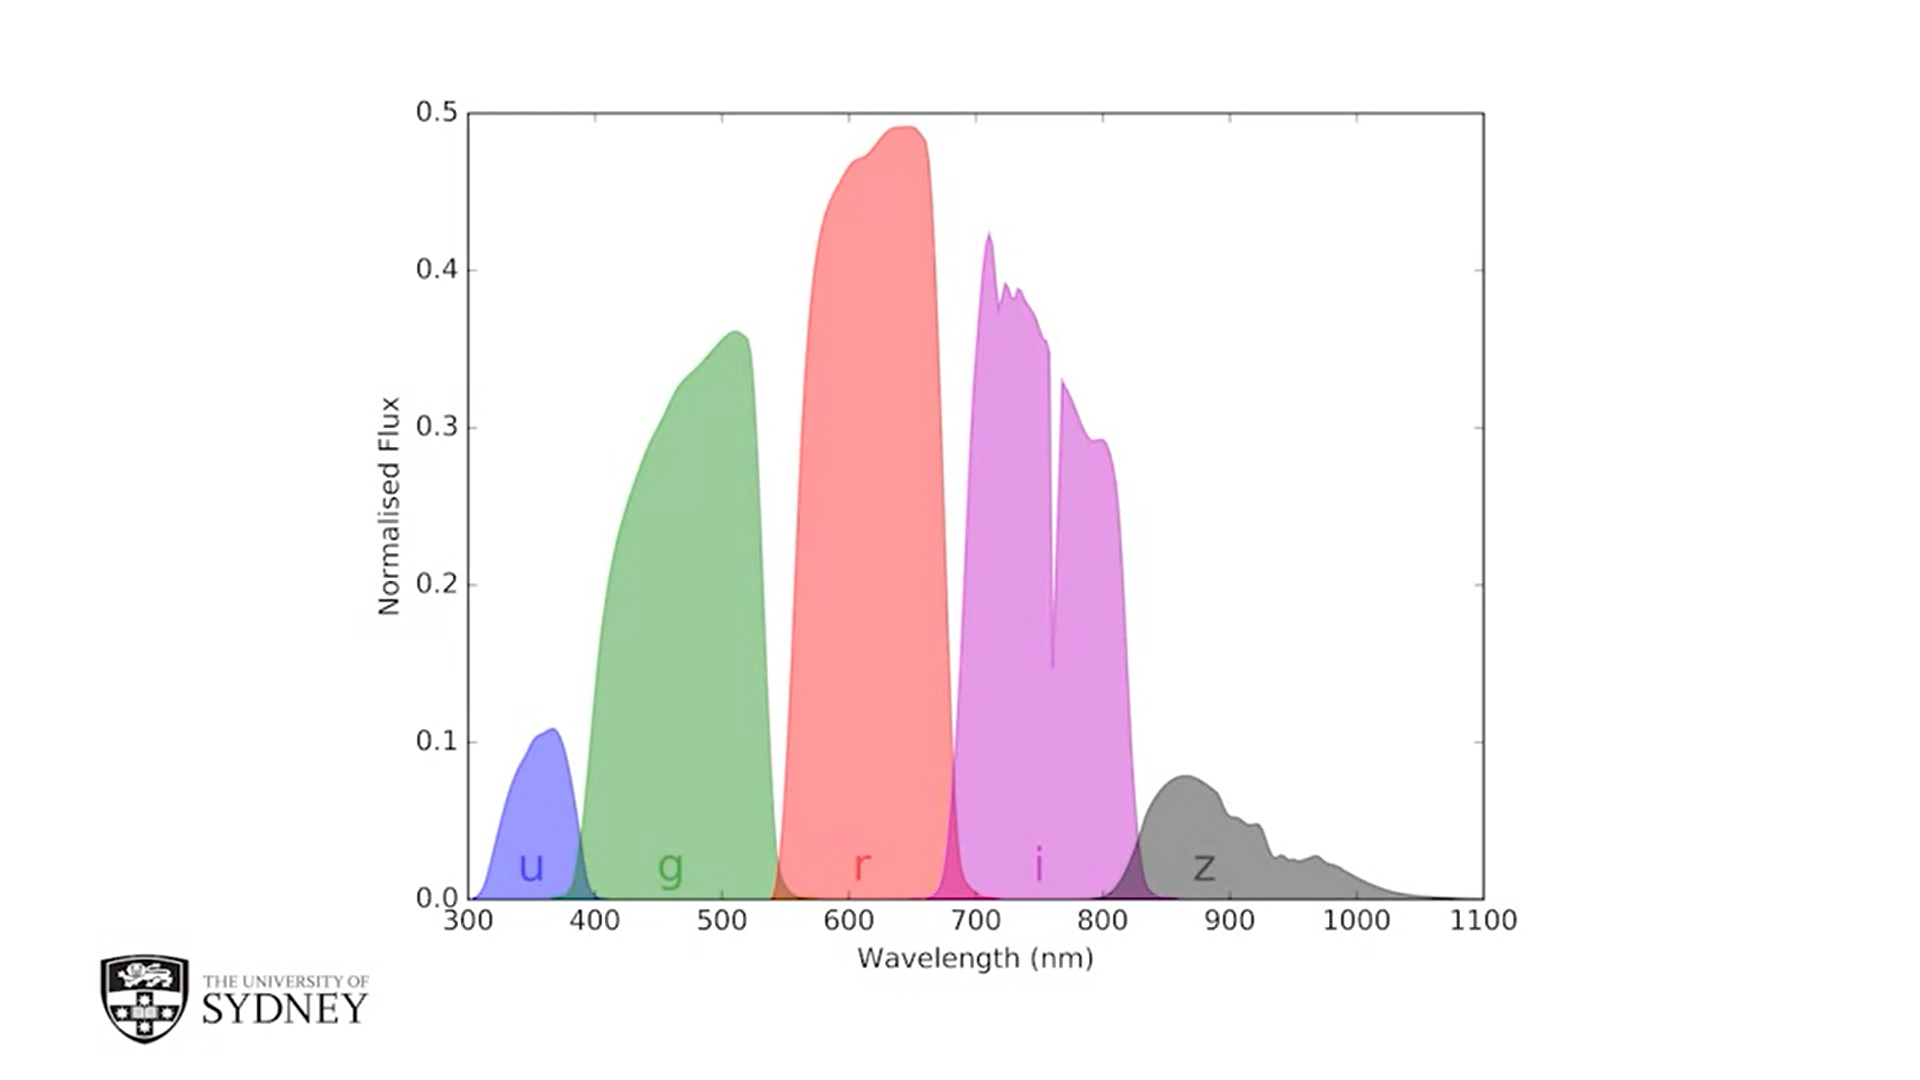 0.5
0.4
0.3
0.2
0.1
0.0
Normalised Flux
u g r i z
300 400 500 600 700 800 900 1000 1100
Wavelength (nm)
THE UNIVERSITY OF
SYDNEY